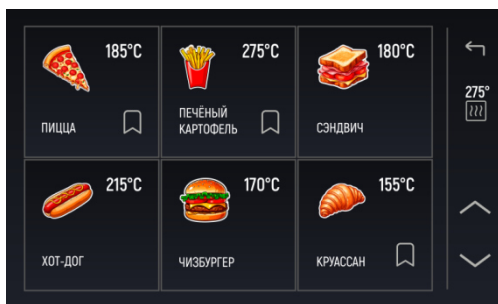 185°C
ПИЦЦА
275°C
ПЕЧЁНЫЙ
КАРТОФЕЛЬ
180°C
СЭНДВИЧ
275°
215°C
ХОТ-ДОГ
170°C
ЧИЗБУРГЕР
155°C
КРУАССАН